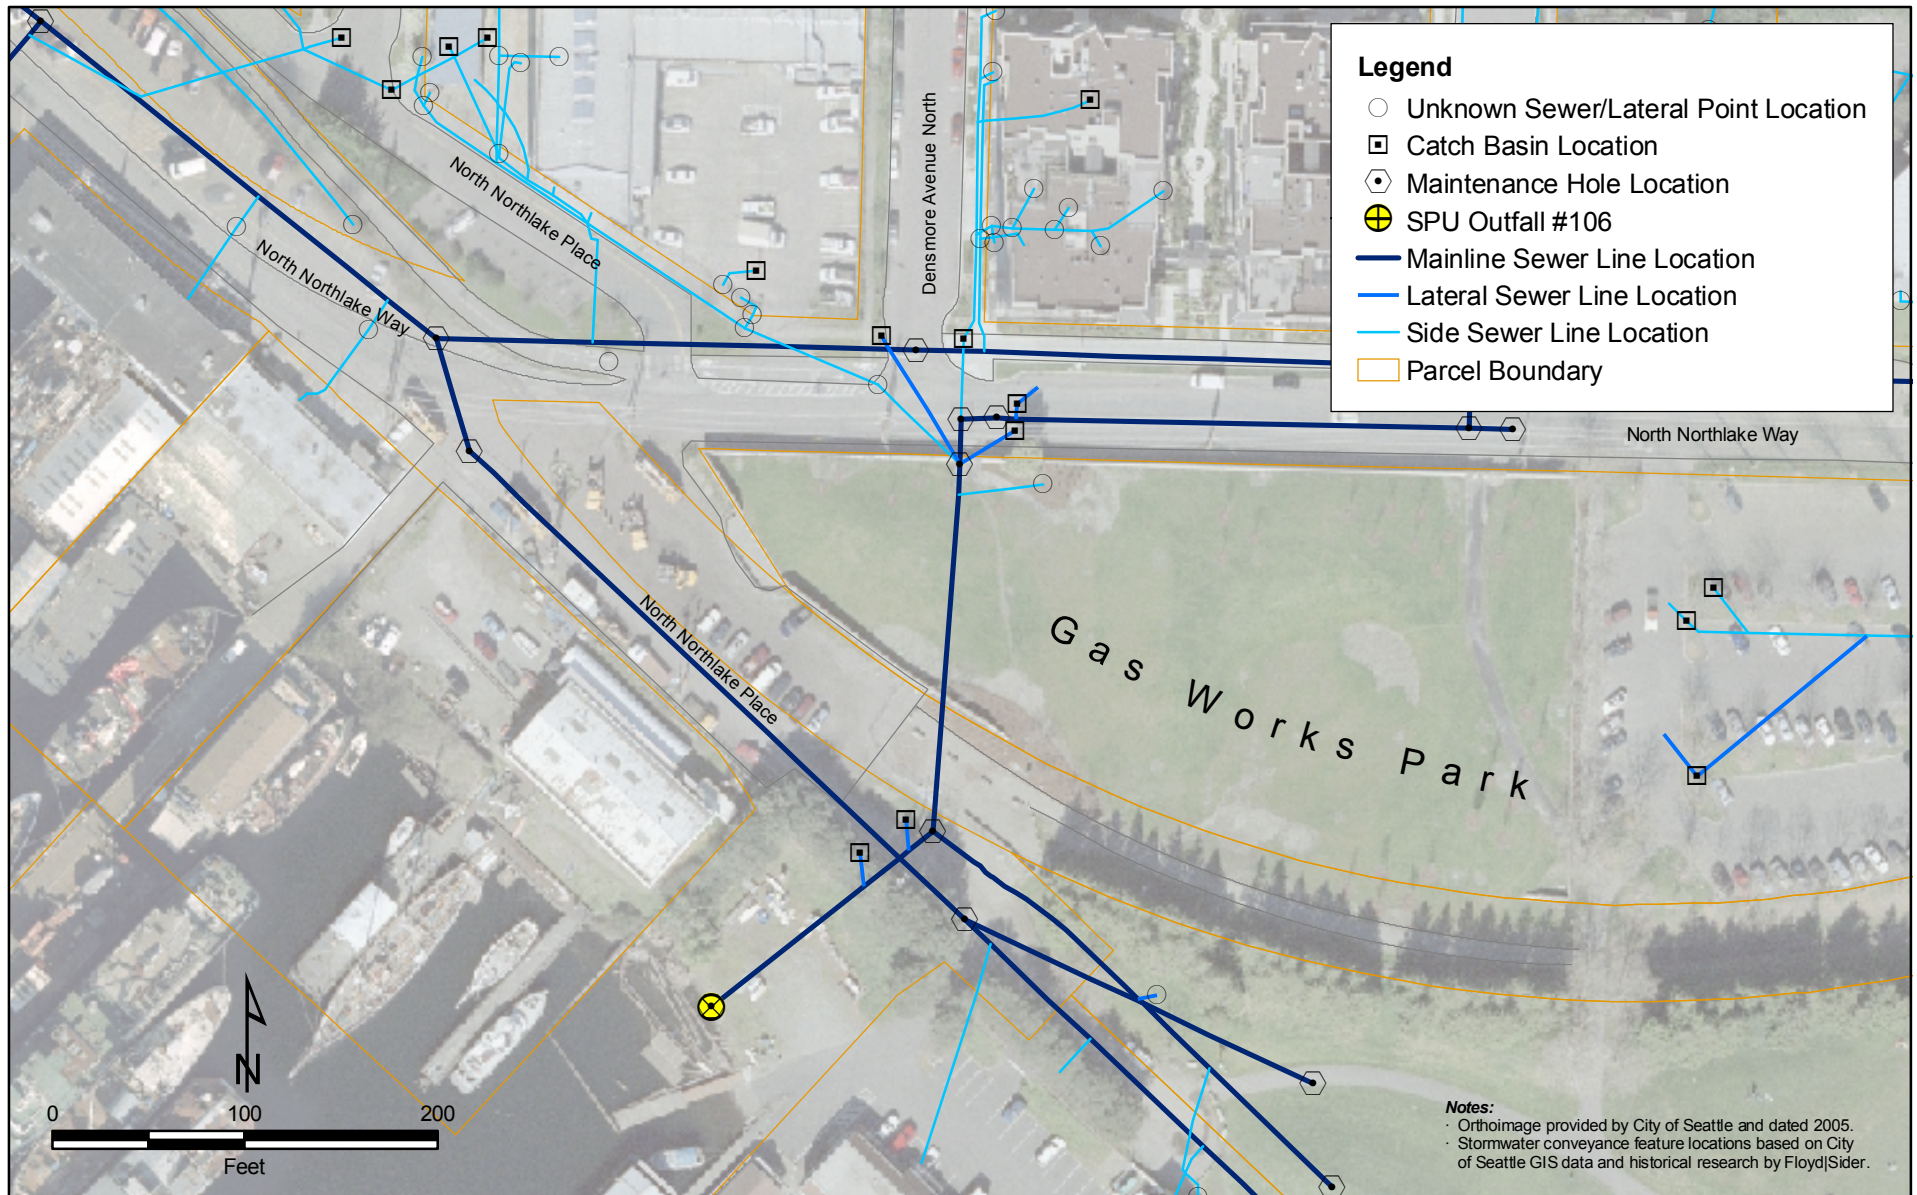 Legend
Unknown Sewer/Lateral Point Location
Catch Basin Location
Maintenance Hole Location
SPU Outfall #106
Mainline Sewer Line Location
Lateral Sewer Line Location
Side Sewer Line Location
Parcel Boundary
North Northlake Place
Densmore Avenue North
North Northlake Way
North Northlake Way
North Northlake Place
Gas Works Park
N
0 100 200
Feet
Notes:
· Orthoimage provided by City of Seattle and dated 2005.
· Stormwater conveyance feature locations based on City
of Seattle GIS data and historical research by Floyd|Sider.